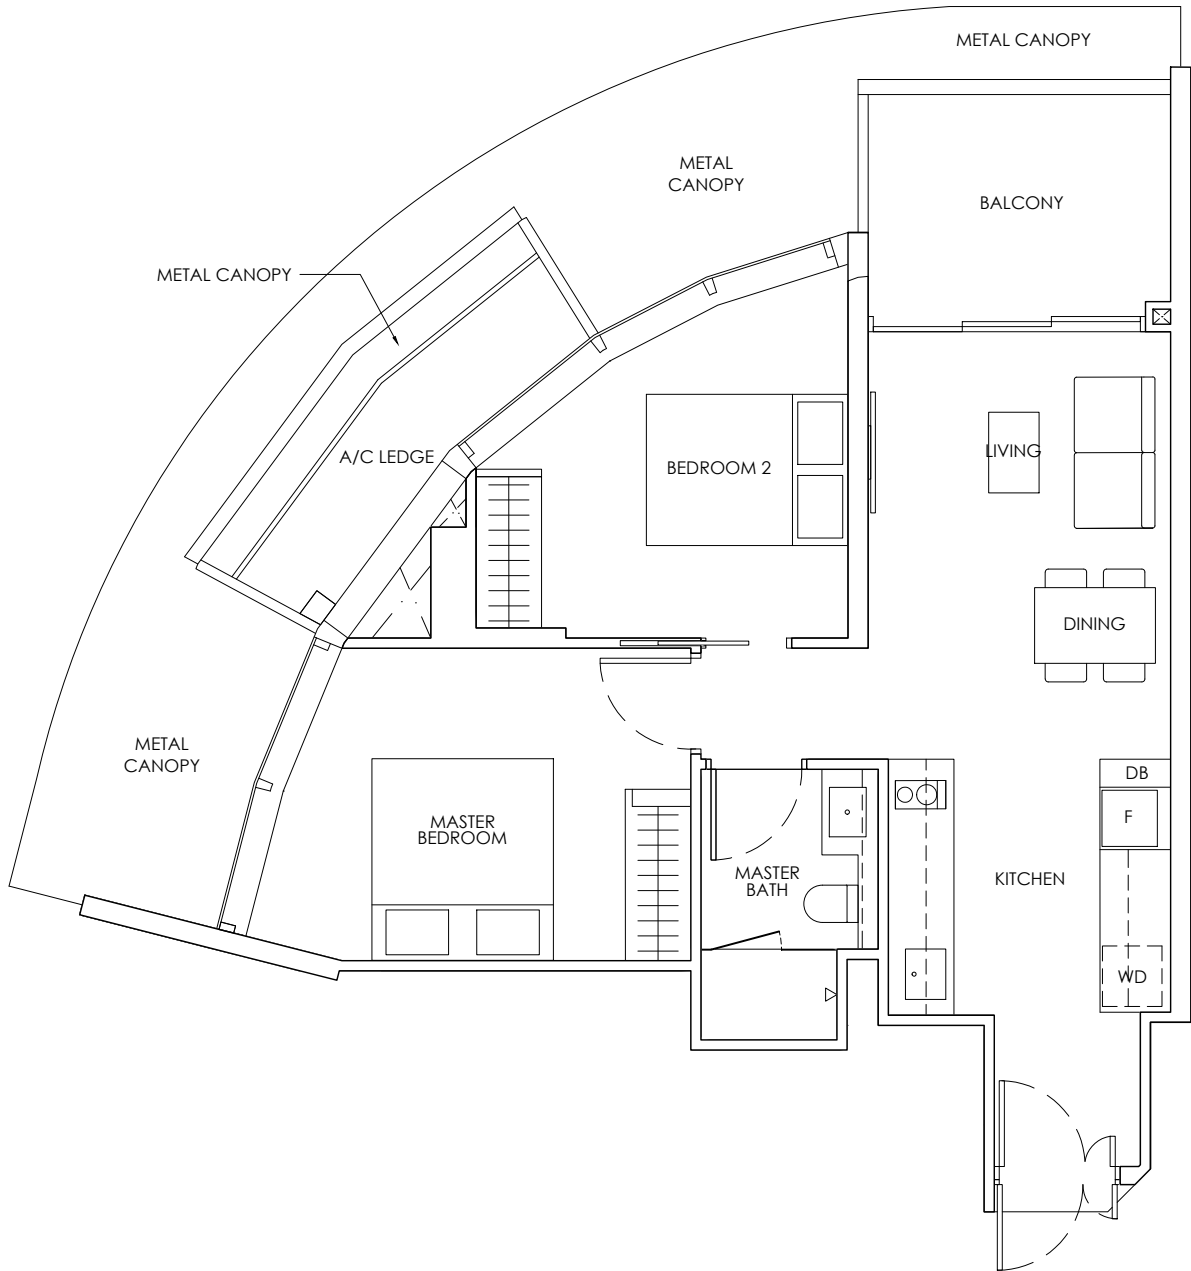 METAL CANOPY
METAL
CANOPY
BALCONY
METAL CANOPY
A/C LEDGE
BEDROOM 2
LIVING
DINING
METAL
CANOPY
MASTER
BEDROOM
MASTER
BATH
DB
F
KITCHEN
WD